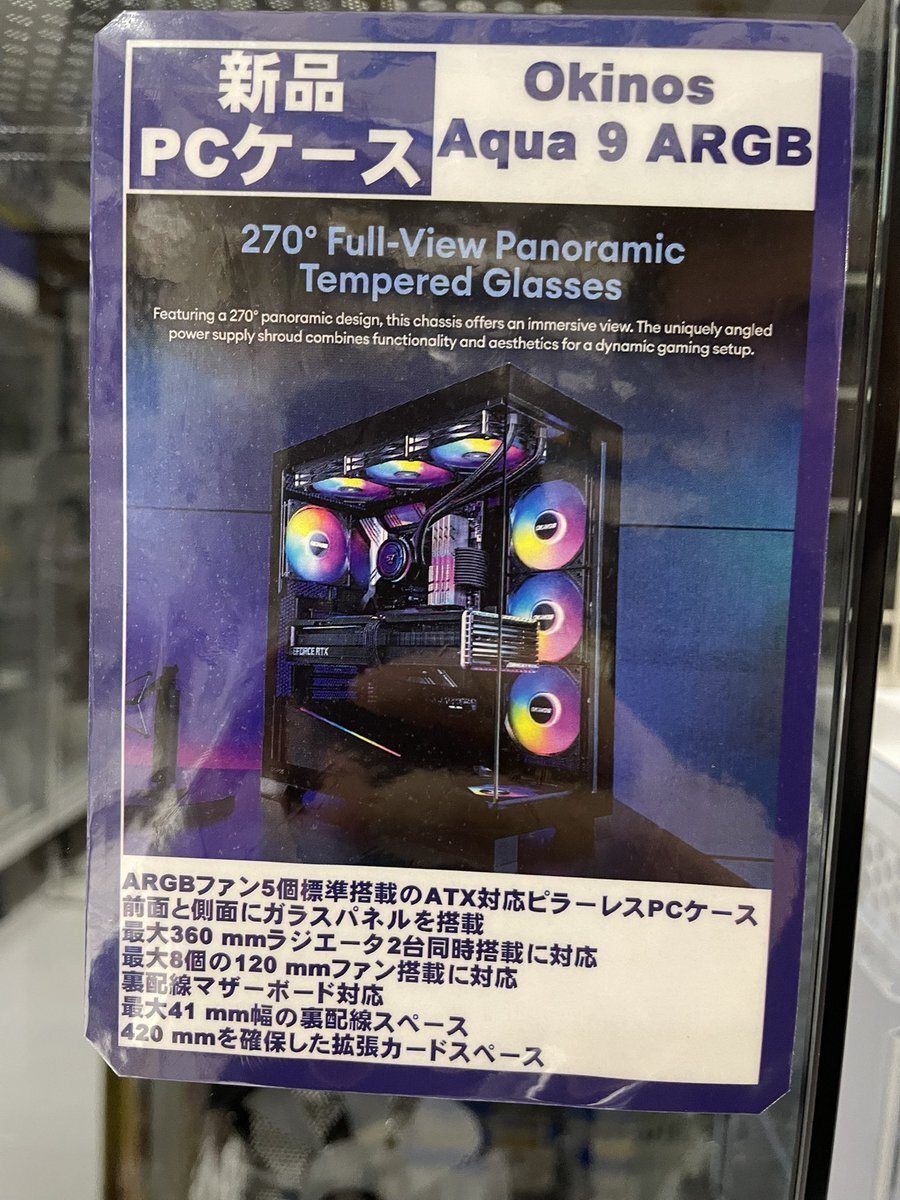 新品
PCケース
Okinos
Aqua 9 ARGB
270° Full-View Panoramic
Tempered Glasses
Featuring a 270° panoramic design, this chassis offers an immersive view. The uniquely angled
power supply shroud combines functionality and aesthetics for a dynamic gaming setup.
EFORCE RTX
ARGBファン5個標準搭載のATX対応ピラーレスPCケース
前面と側面にガラスパネルを搭載
最大360 mmラジエータ2台同時搭載に対応
最大8個の120 mmファン搭載に対応
裏配線マザーボード対応
最大41 mm幅の裏配線スペース
420 mmを確保した拡張カードスペース